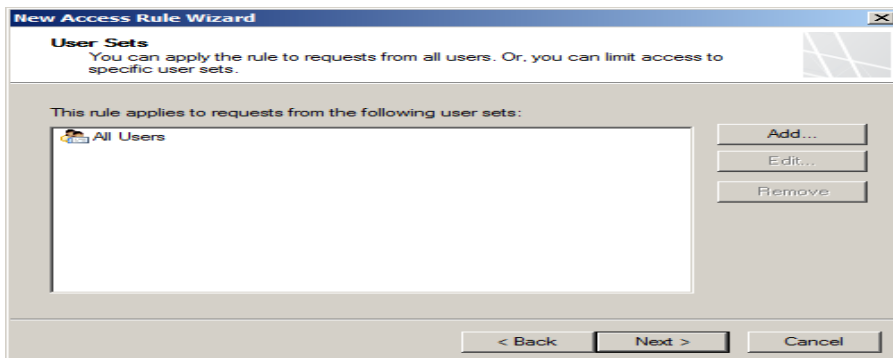 New Access Rule Wizard
User Sets
You can apply the rule to requests from all users. Or, you can limit access to
specific user sets.
This rule applies to requests from the following user sets:
All Users
Add...
Edit...
Remove
< Back
Next >
Cancel